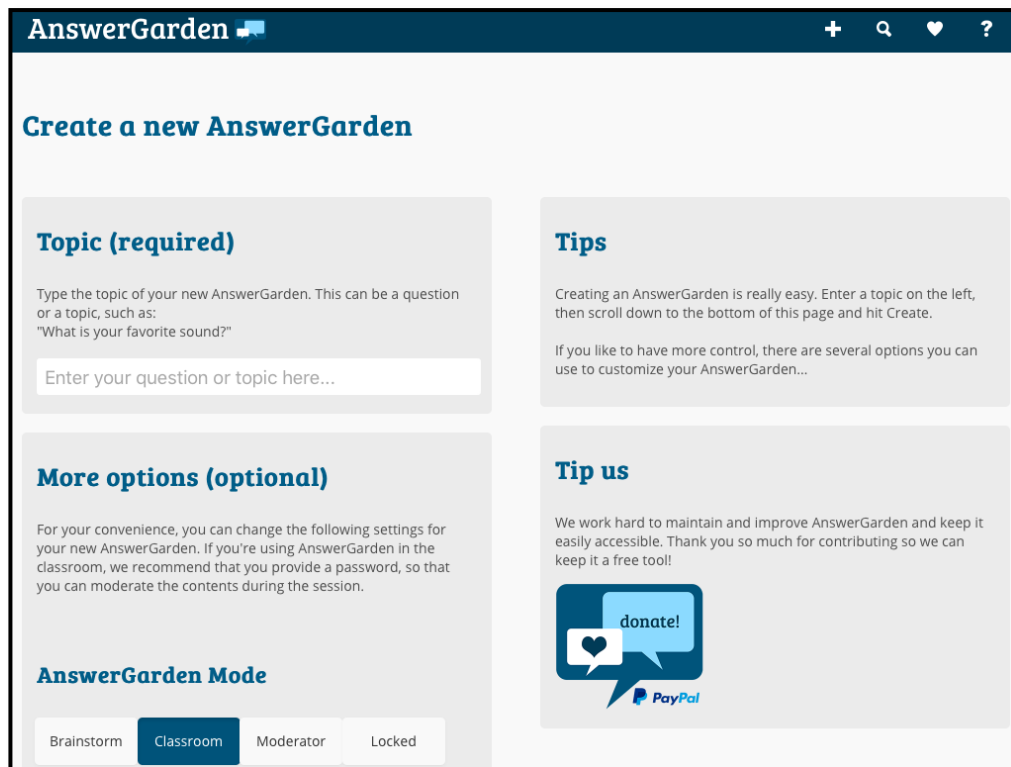 AnswerGarden
?
Create a new AnswerGarden
Topic (required)
Type the topic of your new AnswerGarden. This can be a question
or a topic, such as:
"What is your favorite sound?"
Enter your question or topic here...
More options (optional)
For your convenience, you can change the following settings for
your new AnswerGarden. If you're using AnswerGarden in the
classroom, we recommend that you provide a password, so that
you can moderate the contents during the session.
AnswerGarden Mode
Brainstorm Classroom Moderator Locked
Tips
Creating an AnswerGarden is really easy. Enter a topic on the left,
then scroll down to the bottom of this page and hit Create.
If you like to have more control, there are several options you can
use to customize your AnswerGarden...
Tip us
We work hard to maintain and improve AnswerGarden and keep it
easily accessible. Thank you so much for contributing so we can
keep it a free tool!
donate!
PayPal